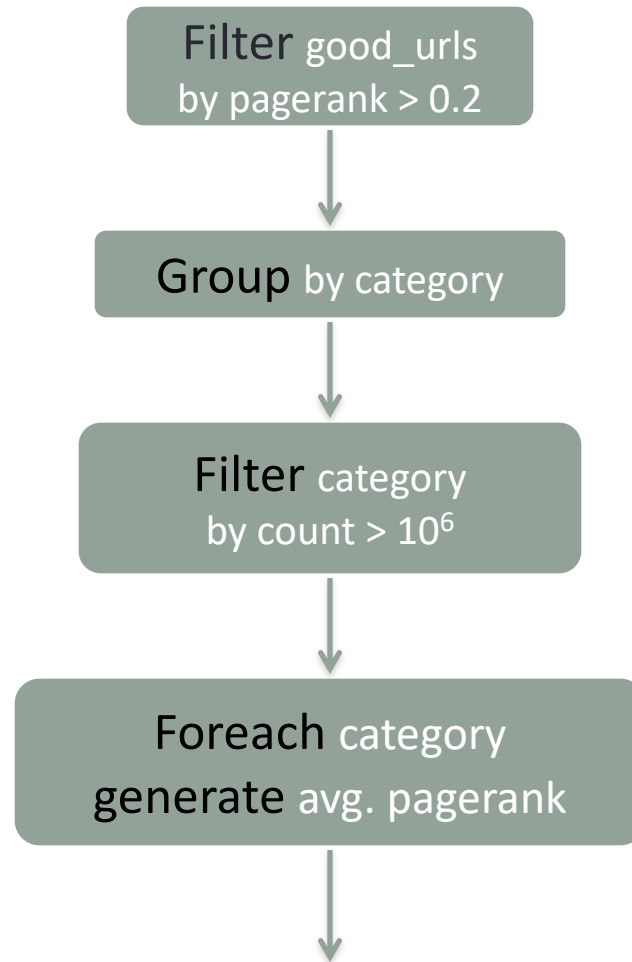 Filter good_urls
by pagerank > 0.2
Group by category
Filter category
by count > 10⁶
Foreach category
generate avg. pagerank